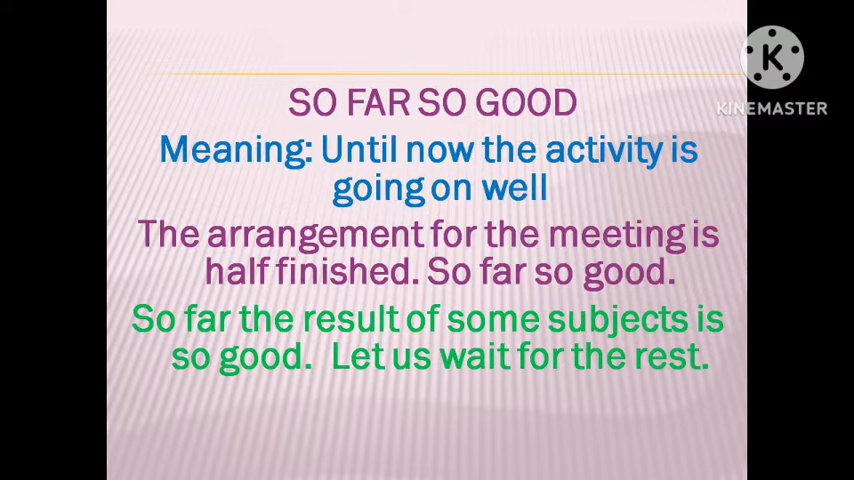 KINEMASTER
SO FAR SO GOOD
Meaning: Until now the activity is
going on well
The arrangement for the meeting is
half finished. So far so good.
So far the result of some subjects is
so good. Let us wait for the rest.